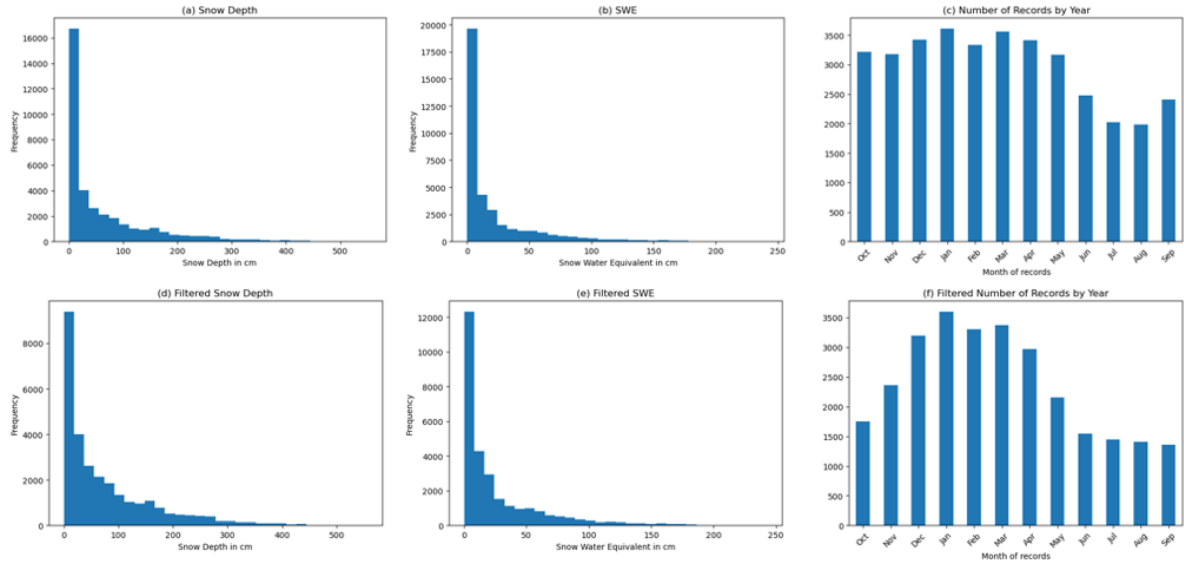 (a) Snow Depth
16000
14000
12000
10000
8000
6000
4000
2000
0
Frequency
0 100 200 300 400 500
Snow Depth in cm
(b) SWE
20000
17500
15000
12500
10000
7500
5000
2500
0
Frequency
0 50 100 150 200 250
Snow Water Equivalent in cm
(c) Number of Records by Year
3500
3000
2500
2000
1500
1000
500
0
Oct Nov Dec Jan Feb Mar Apr May Jun Jul Aug Sep
Month of records
(d) Filtered Snow Depth
8000
6000
4000
2000
0
Frequency
0 100 200 300 400 500
Snow Depth in cm
(e) Filtered SWE
12000
10000
8000
6000
4000
2000
0
Frequency
0 50 100 150 200 250
Snow Water Equivalent in cm
(f) Filtered Number of Records by Year
3500
3000
2500
2000
1500
1000
500
0
Oct Nov Dec Jan Feb Mar Apr May Jun Jul Aug Sep
Month of records